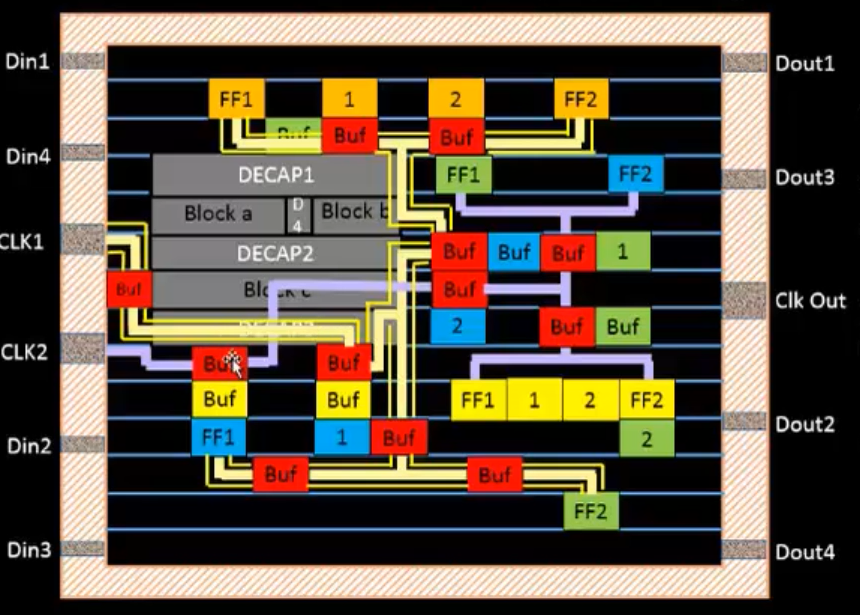 Din1
Dout1
FF1 1 2 FF2
Buf Buf Buf
Din4
DECAP1
FF1 FF2
Dout3
Block a D4 Block b
CLK1
DECAP2
Buf Buf Buf 1
Buf Block c Buf
Clk Out
2 Buf Buf
CLK2
Buf Buf
Buf Buf FF1 1 2 FF2
Dout2
Din2
FF1 1 Buf 2
Buf Buf
FF2
Din3
Dout4